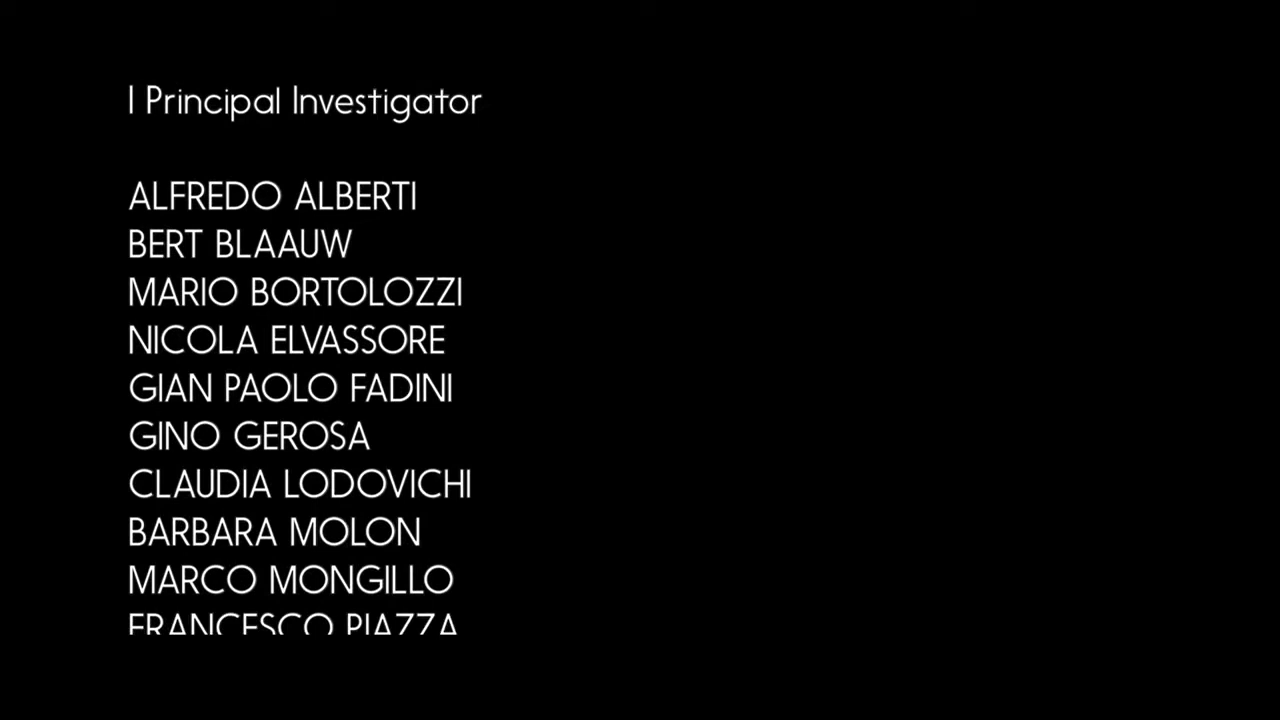 I Principal Investigator
ALFREDO ALBERTI
BERT BLAAUW
MARIO BORTOLOZZI
NICOLA ELVASSORE
GIAN PAOLO FADINI
GINO GEROSA
CLAUDIA LODOVICHI
BARBARA MOLON
MARCO MONGILLO
FRANCESCO PIAZZA